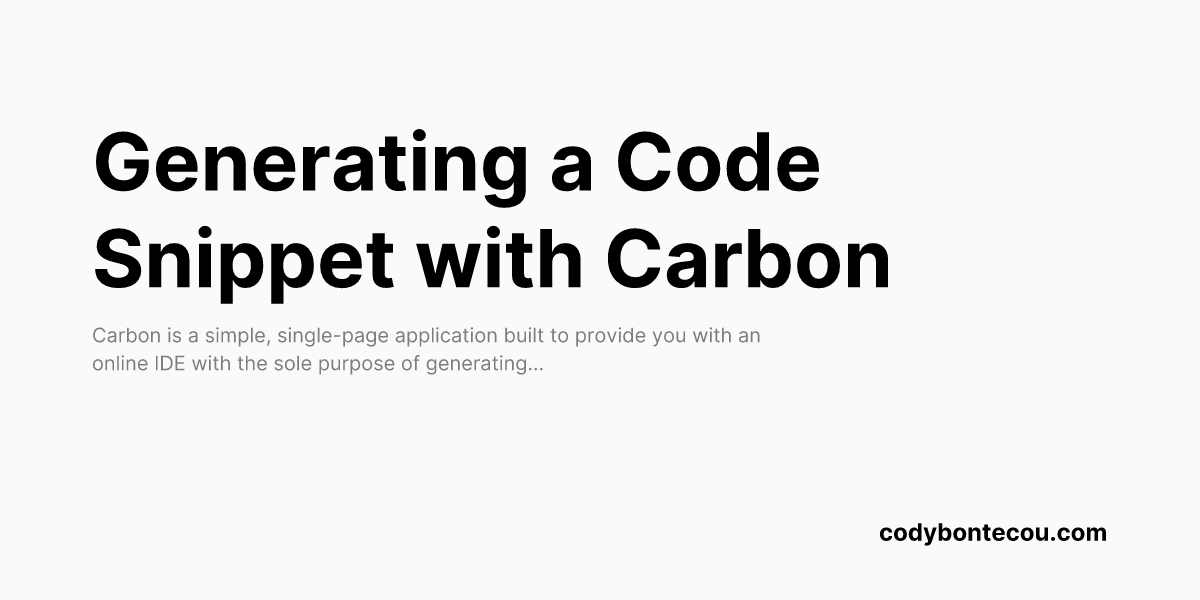 Generating a Code
Snippet with Carbon
Carbon is a simple, single-page application built to provide you with an
online IDE with the sole purpose of generating...
codybontecou.com